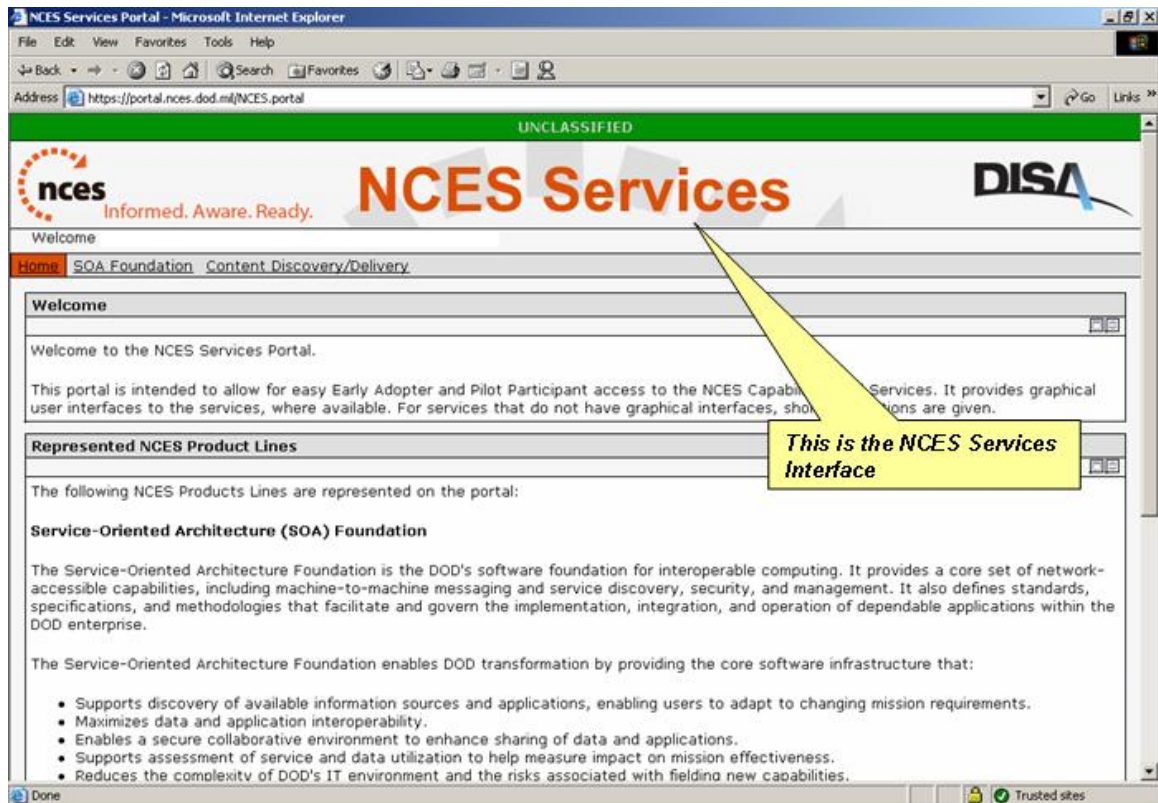 NCES Services Portal - Microsoft Internet Explorer
File Edit View Favorites Tools Help
Back Search Favorites
Address https://portal.nces.dod.mil/NCES.portal Go Links »
UNCLASSIFIED
nces
Informed. Aware. Ready.
NCES Services
DISA
Welcome
Home SOA Foundation Content Discovery/Delivery
Welcome
Welcome to the NCES Services Portal.
This portal is intended to allow for easy Early Adopter and Pilot Participant access to the NCES Services. It provides graphical
user interfaces to the services, where available. For services that do not have graphical interfaces, are given.
This is the NCES Services
Interface
Represented NCES Product Lines
The following NCES Products Lines are represented on the portal:
Service-Oriented Architecture (SOA) Foundation
The Service-Oriented Architecture Foundation is the DOD's software foundation for interoperable computing. It provides a core set of network-
accessible capabilities, including machine-to-machine messaging and service discovery, security, and management. It also defines standards,
specifications, and methodologies that facilitate and govern the implementation, integration, and operation of dependable applications within the
DOD enterprise.
The Service-Oriented Architecture Foundation enables DOD transformation by providing the core software infrastructure that:
• Supports discovery of available information sources and applications, enabling users to adapt to changing mission requirements.
• Maximizes data and application interoperability.
• Enables a secure collaborative environment to enhance sharing of data and applications.
• Supports assessment of service and data utilization to help measure impact on mission effectiveness.
• Reduces the complexity of DOD's IT environment and the risks associated with fielding new capabilities.
Done Trusted sites